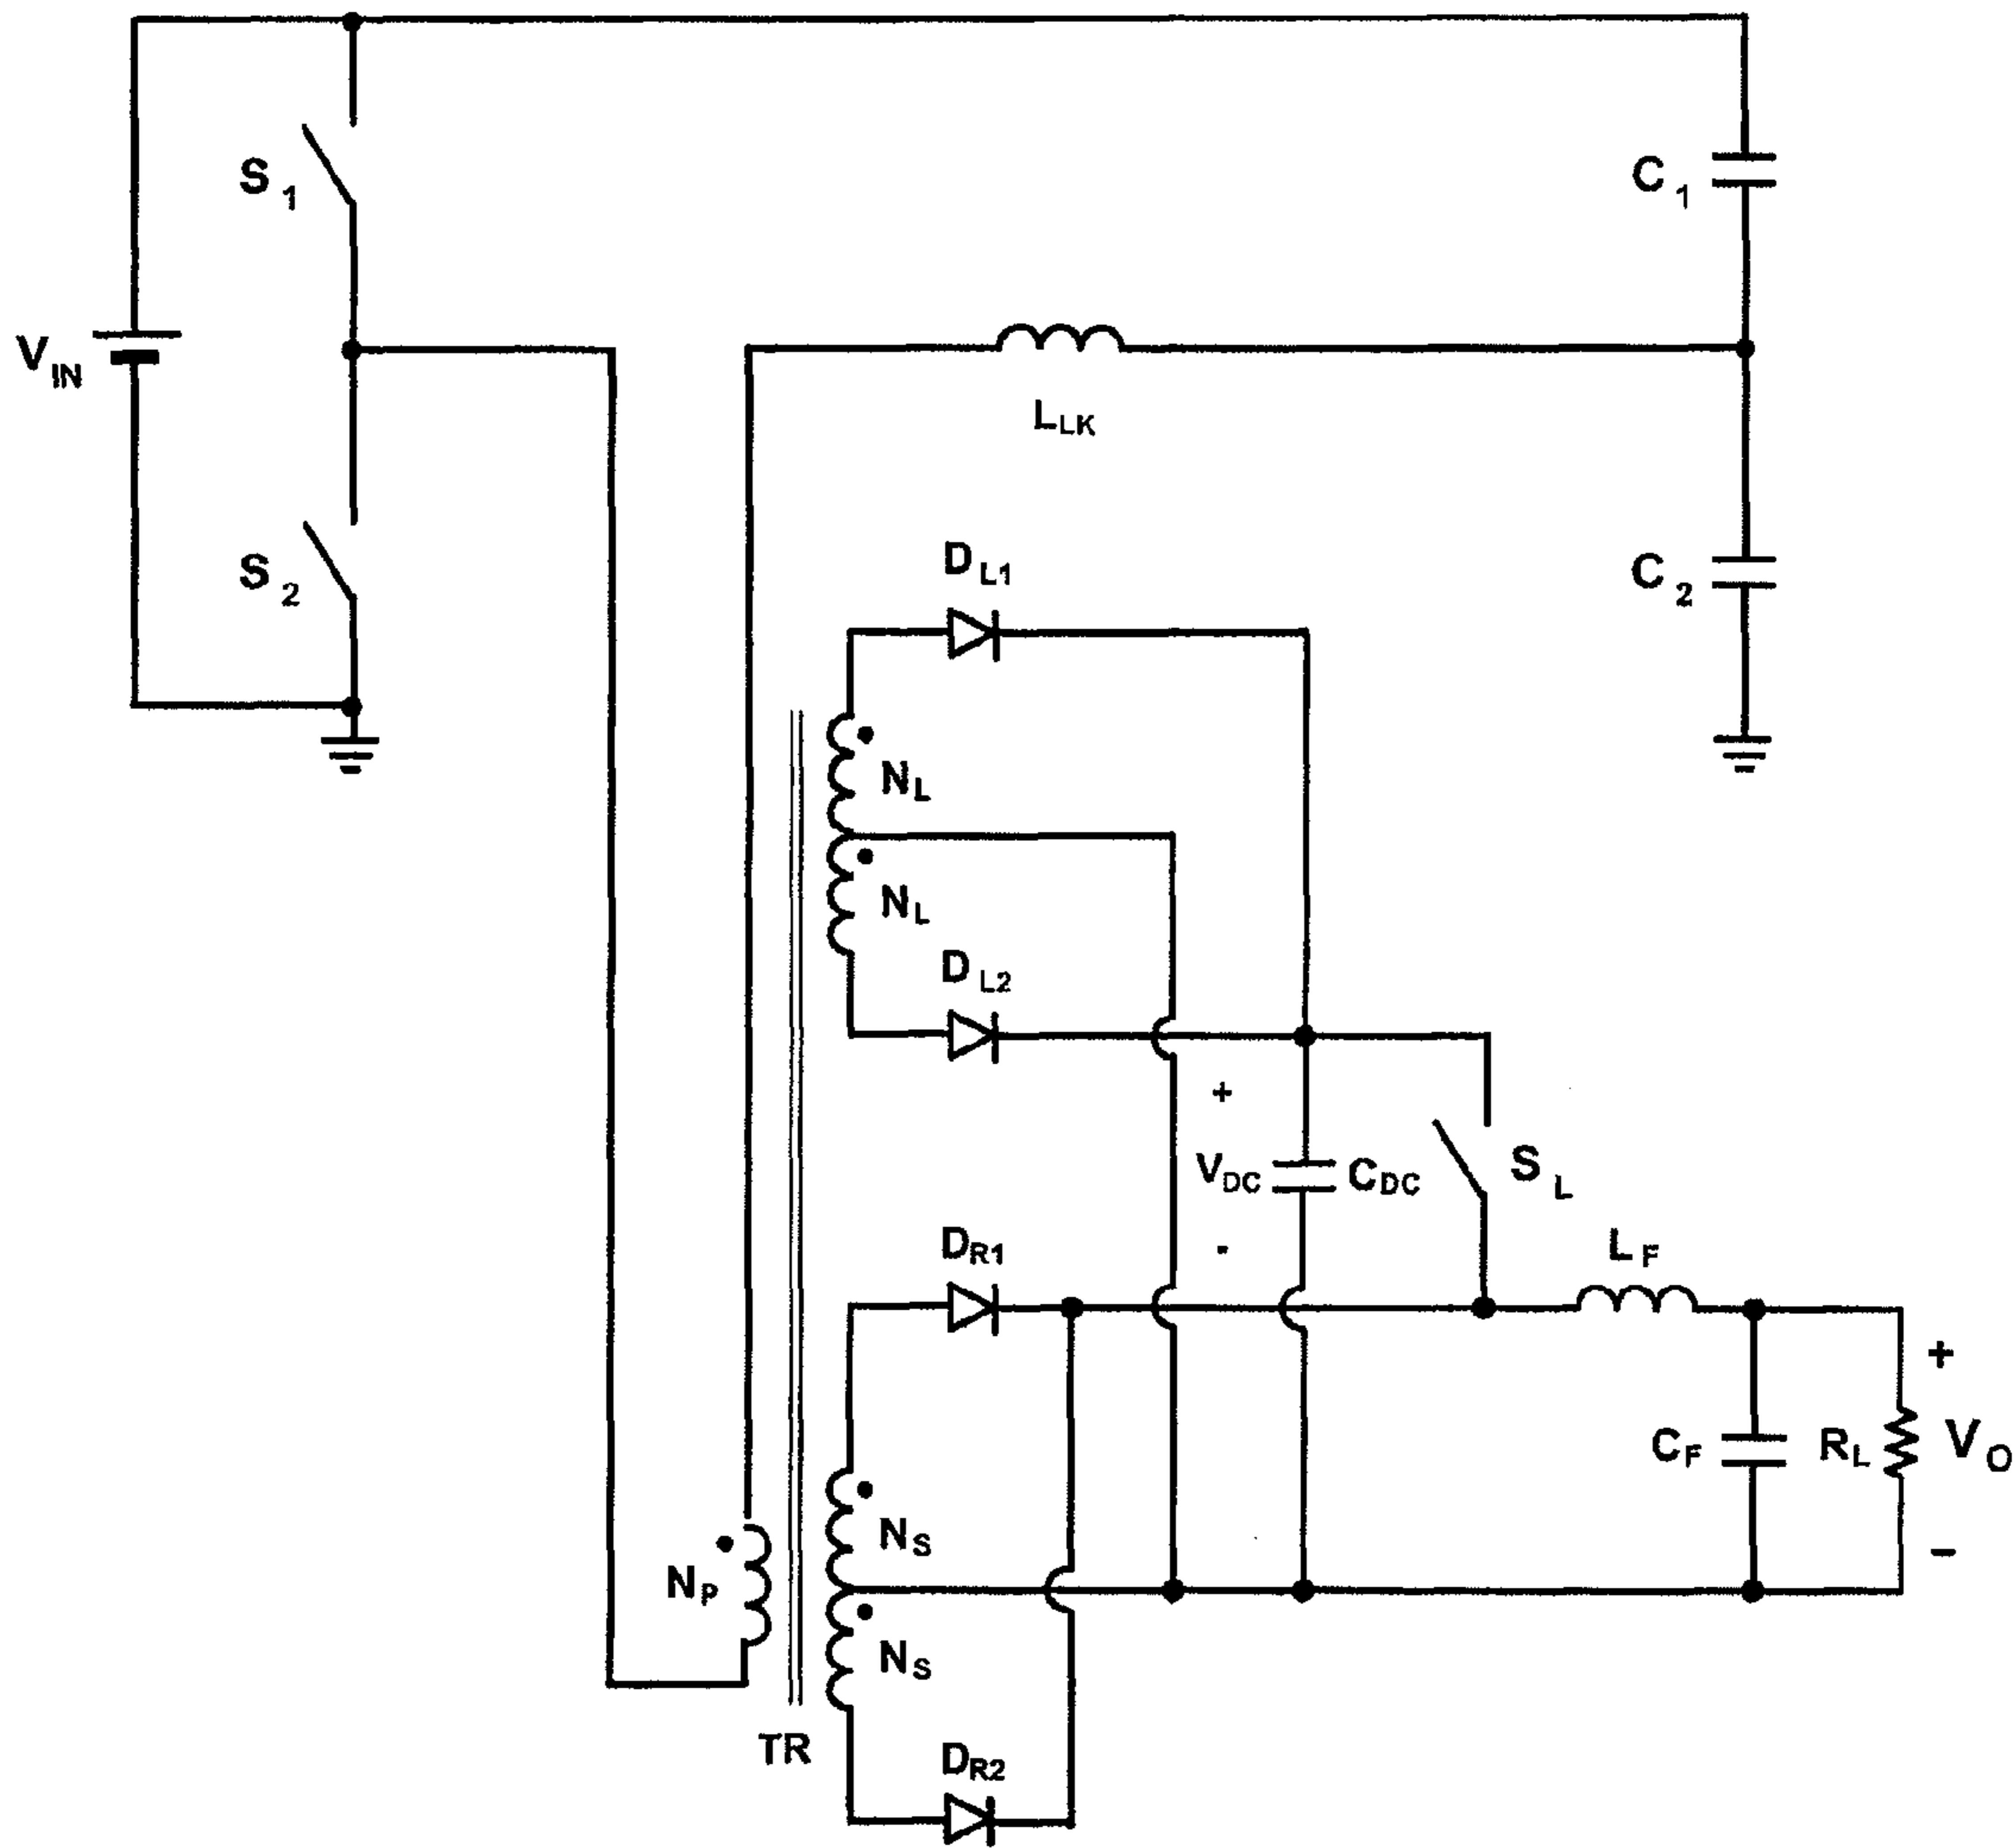 S1
C1
VIN
LLK
S2
DL1
C2
NL
NL
DL2
+
VDC
CDC
SL
-
DR1
LF
+
NS
CF
RL
VO
NP
−
NS
TR
DR2